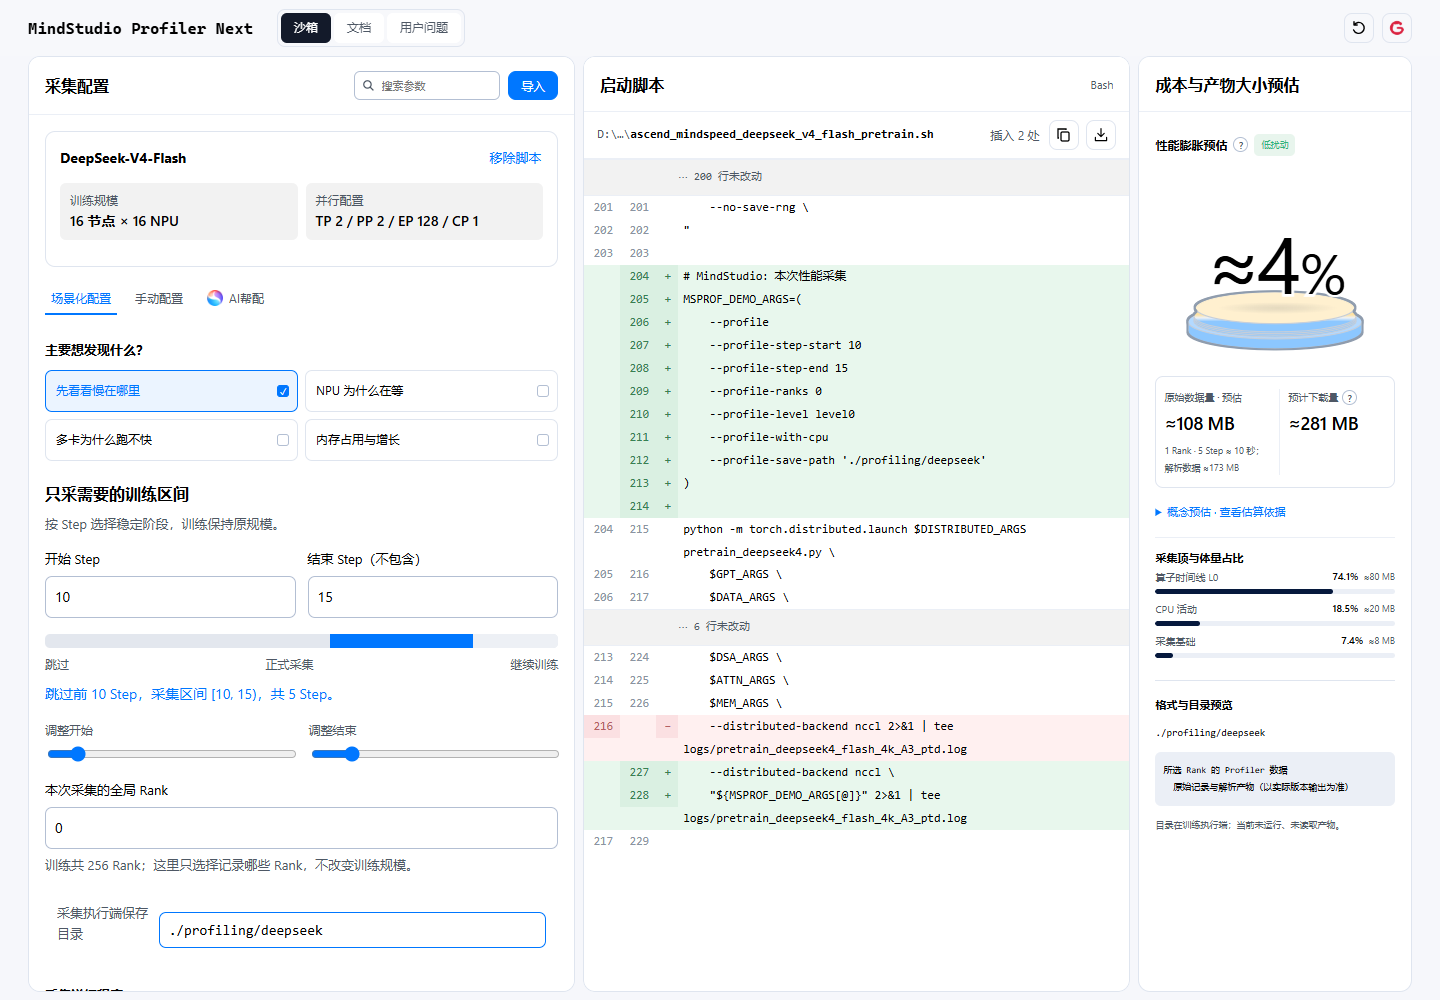 MindStudio Profiler Next
沙箱
文档
用户问题
采集配置
搜索参数
导入
DeepSeek-V4-Flash
移除脚本
训练规模
16 节点 × 16 NPU
并行配置
TP 2 / PP 2 / EP 128 / CP 1
场景化配置
手动配置
AI帮配
主要想发现什么?
先看看慢在哪里
NPU 为什么在等
多卡为什么跑不快
内存占用与增长
只采需要的训练区间
按 Step 选择稳定阶段，训练保持原规模。
开始 Step
结束 Step（不包含）
10
15
跳过
正式采集
继续训练
跳过前 10 Step，采集区间 [10, 15)，共 5 Step。
调整开始
调整结束
本次采集的全局 Rank
0
训练共 256 Rank；这里只选择记录哪些 Rank，不改变训练规模。
采集执行端保存
目录
./profiling/deepseek
启动脚本
Bash
D:\…\ascend_mindspeed_deepseek_v4_flash_pretrain.sh
插入 2 处
… 200 行未改动
201 201 --no-save-rng \
202 202 "
203 203
204 + # MindStudio: 本次性能采集
205 + MSPROF_DEMO_ARGS=(
206 + --profile
207 + --profile-step-start 10
208 + --profile-step-end 15
209 + --profile-ranks 0
210 + --profile-level level0
211 + --profile-with-cpu
212 + --profile-save-path './profiling/deepseek'
213 + )
214 +
204 215 python -m torch.distributed.launch $DISTRIBUTED_ARGS
pretrain_deepseek4.py \
205 216 $GPT_ARGS \
206 217 $DATA_ARGS \
… 6 行未改动
213 224 $DSA_ARGS \
214 225 $ATTN_ARGS \
215 226 $MEM_ARGS \
216 − --distributed-backend nccl 2>&1 | tee
logs/pretrain_deepseek4_flash_4k_A3_ptd.log
227 + --distributed-backend nccl \
228 + "${MSPROF_DEMO_ARGS[@]}" 2>&1 | tee
logs/pretrain_deepseek4_flash_4k_A3_ptd.log
217 229
成本与产物大小预估
性能膨胀预估 ? 低扰动
≈4%
原始数据量 · 预估
≈108 MB
1 Rank · 5 Step ≈ 10 秒；
解析数据 ≈173 MB
预计下载量 ?
≈281 MB
概念预估 · 查看估算依据
采集项与体量占比
算子时间线 L0 74.1% ≈80 MB
CPU 活动 18.5% ≈20 MB
采集基础 7.4% ≈8 MB
格式与目录预览
./profiling/deepseek
所选 Rank 的 Profiler 数据
原始记录与解析产物（以实际版本输出为准）
目录在训练执行端；当前未运行、未读取产物。